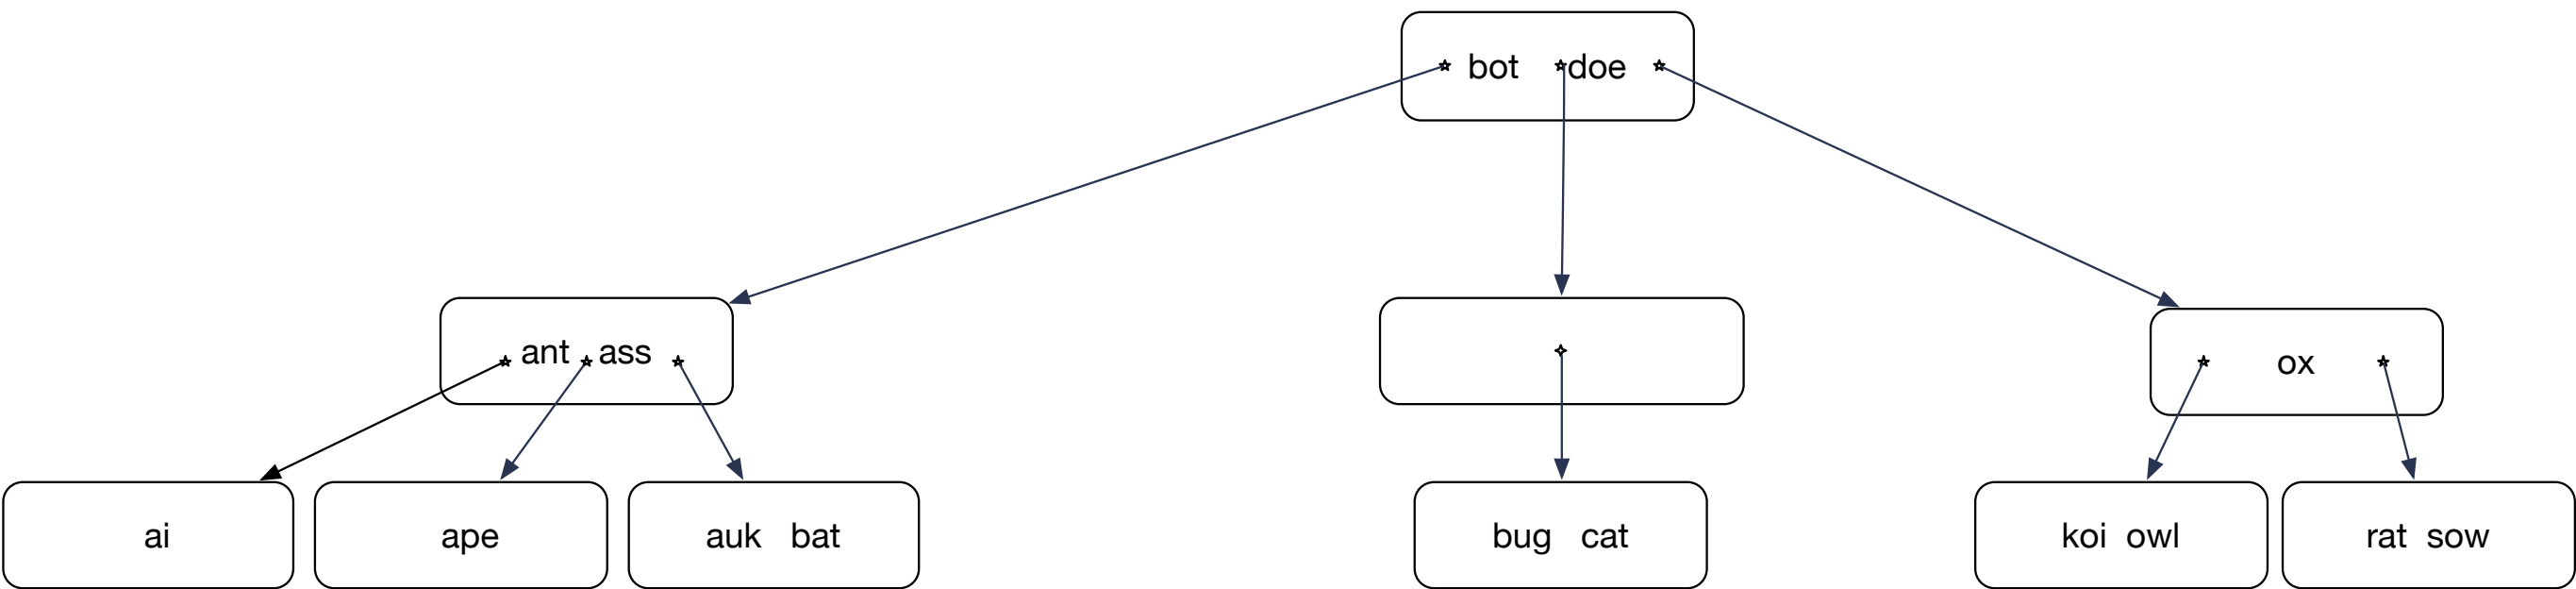 bot doe
ant ass
ox
ai
ape
auk bat
bug cat
koi owl
rat sow